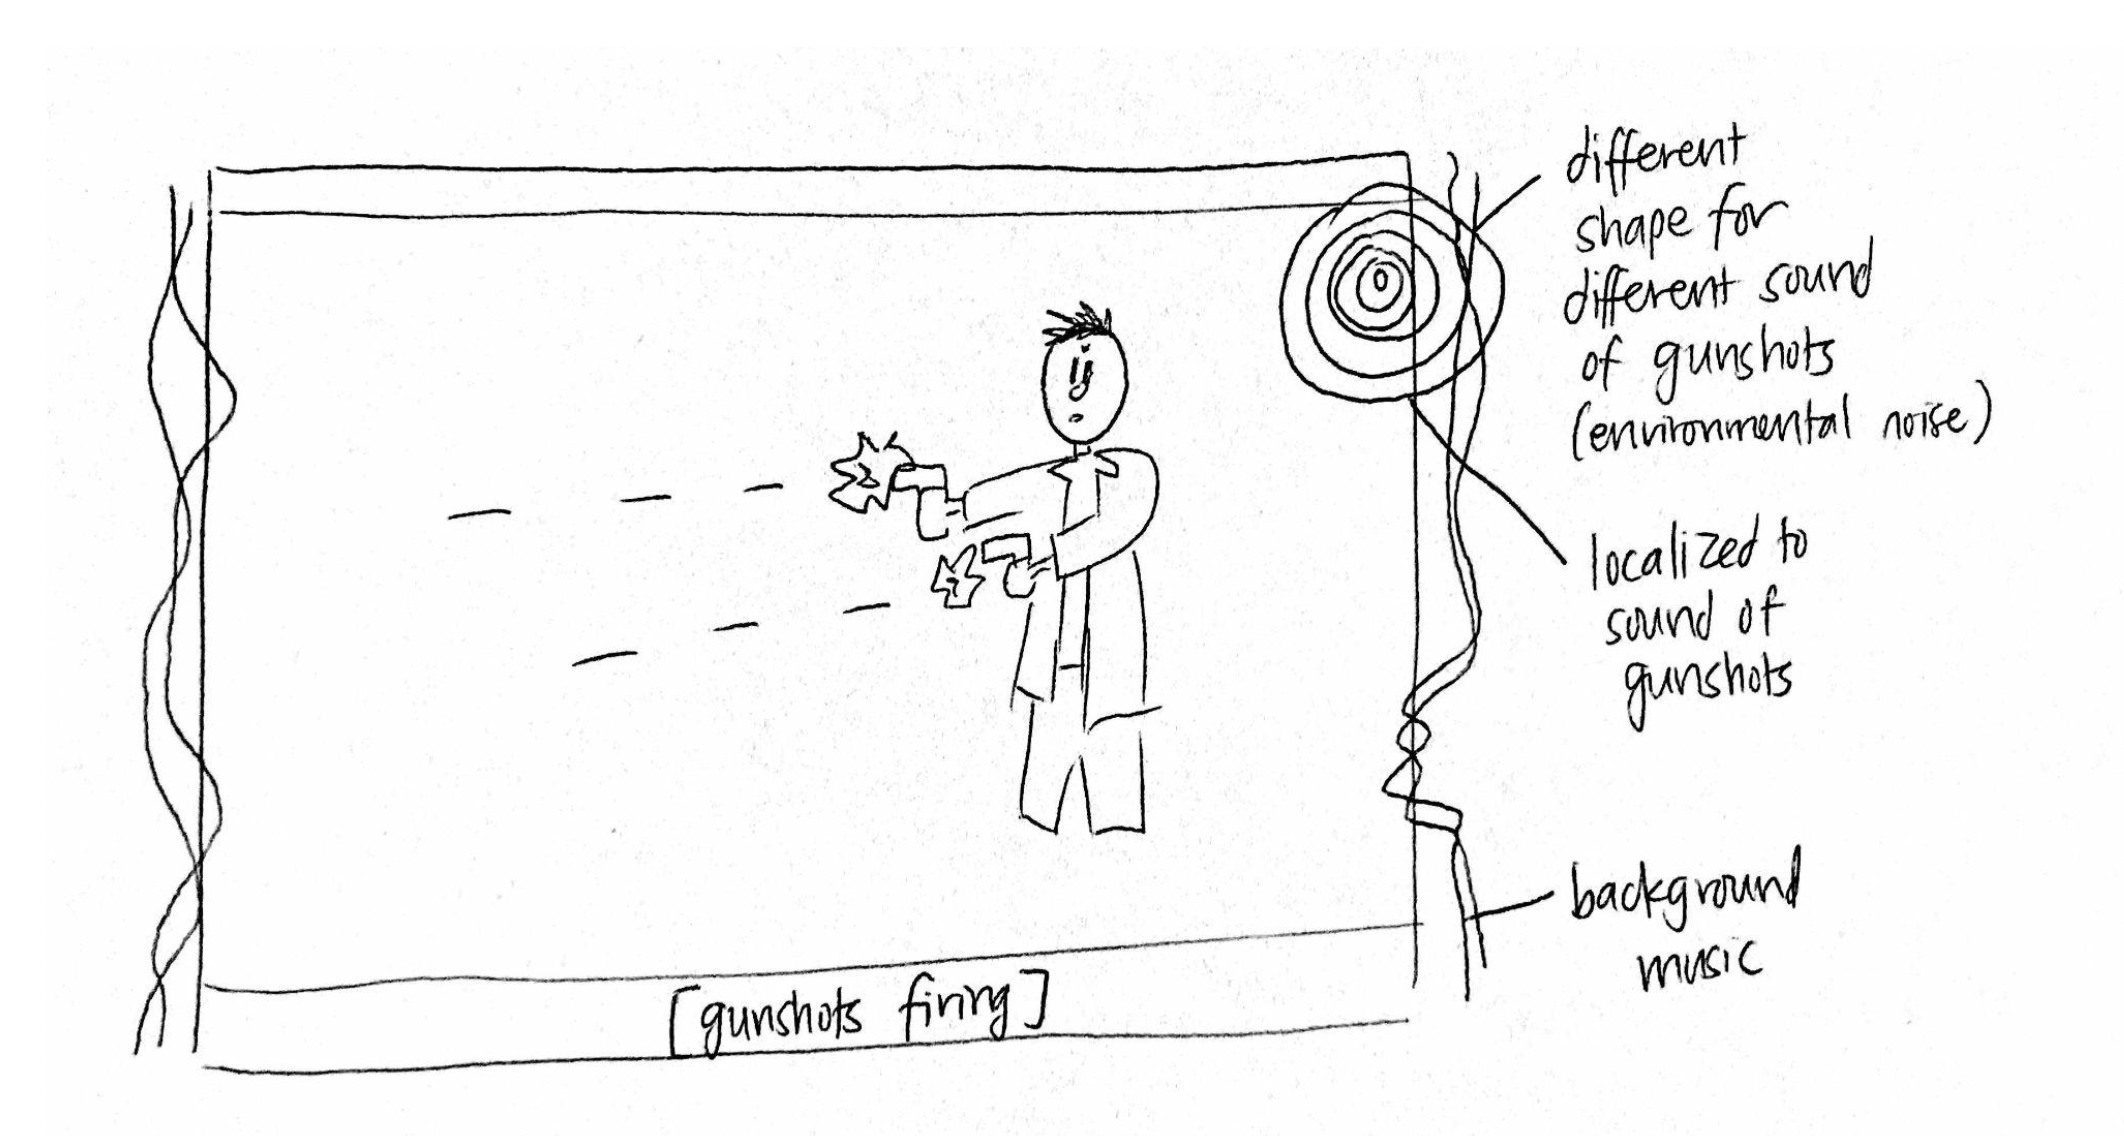 different
shape for
different sound
of gunshots
(environmental noise)
localized to
sound of
gunshots
background
music
[gunshots firing]